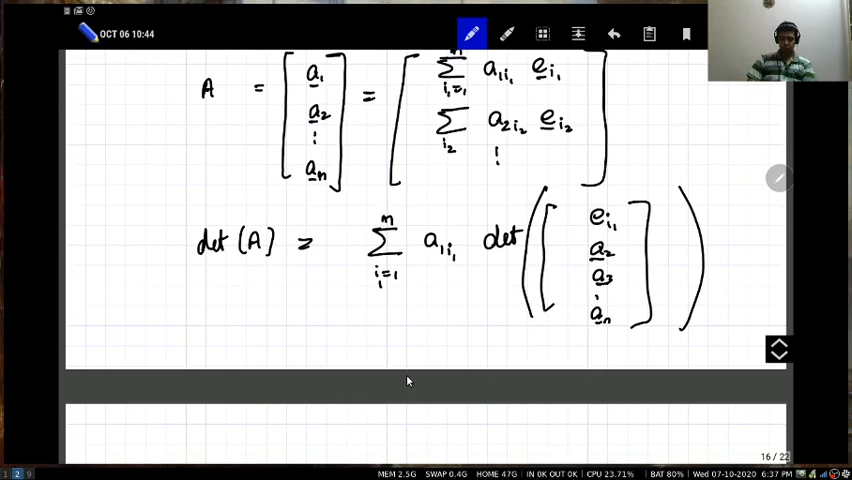 OCT 06 10:44
A = [ a1 a2 ⋮ an ] = [ Σ_{i1=1}^{n} a_{1i1} e_{i1} Σ_{i2} a_{2i2} e_{i2} ⋮ ]
det(A) = Σ_{i1=1}^{n} a_{1i1} det ( [ e_{i1} a2 a3 ⋮ an ] )
16 / 22
1 2 9 MEM 2.5G SWAP 0.4G HOME 47G IN 0K OUT 0K CPU 23.71% BAT 80% Wed 07-10-2020 6:37 PM